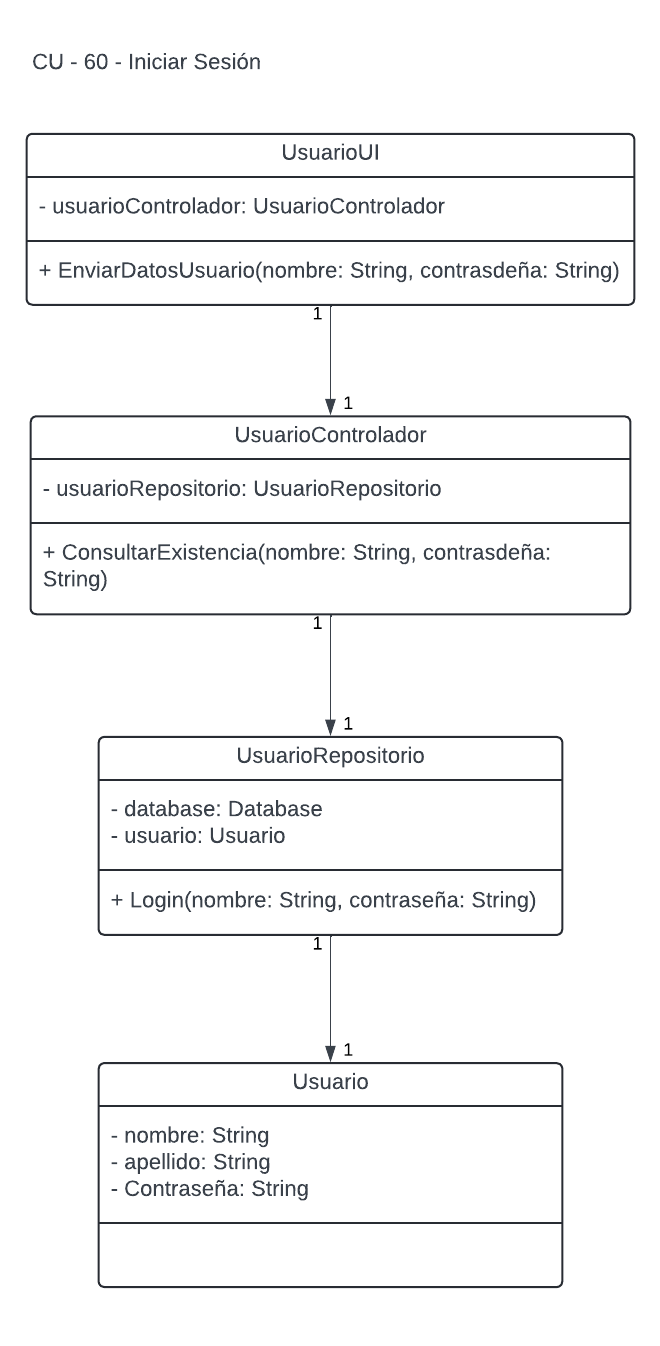 CU - 60 - Iniciar Sesión
UsuarioUI
- usuarioControlador: UsuarioControlador
+ EnviarDatosUsuario(nombre: String, contrasdeña: String)
1
1
UsuarioControlador
- usuarioRepositorio: UsuarioRepositorio
+ ConsultarExistencia(nombre: String, contrasdeña:
String)
1
1
UsuarioRepositorio
- database: Database
- usuario: Usuario
+ Login(nombre: String, contraseña: String)
1
1
Usuario
- nombre: String
- apellido: String
- Contraseña: String